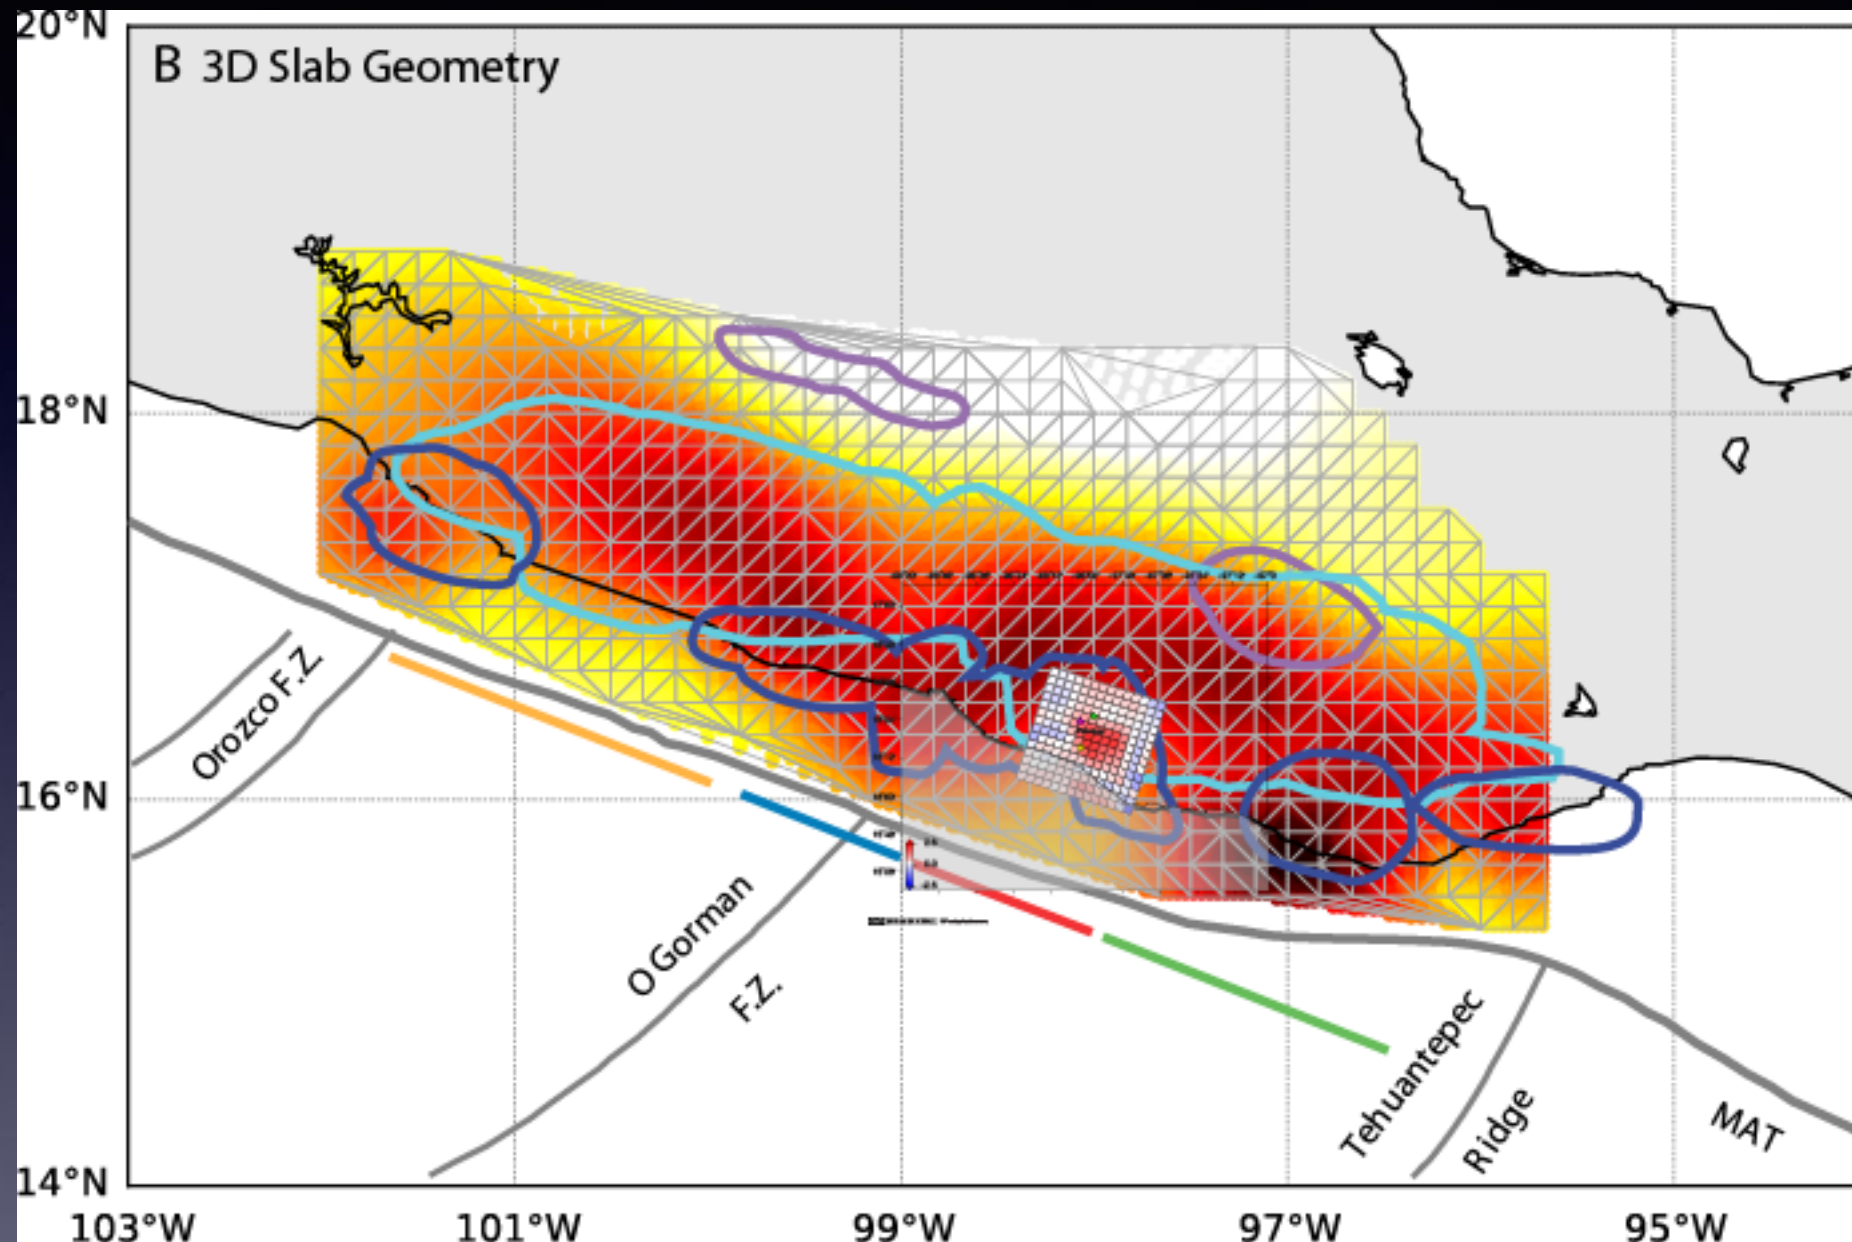 20°N
B 3D Slab Geometry
18°N
16°N
14°N
Orozco F.Z.
O Gorman
F.Z.
Tehuantepec
Ridge
MAT
103°W
101°W
99°W
97°W
95°W